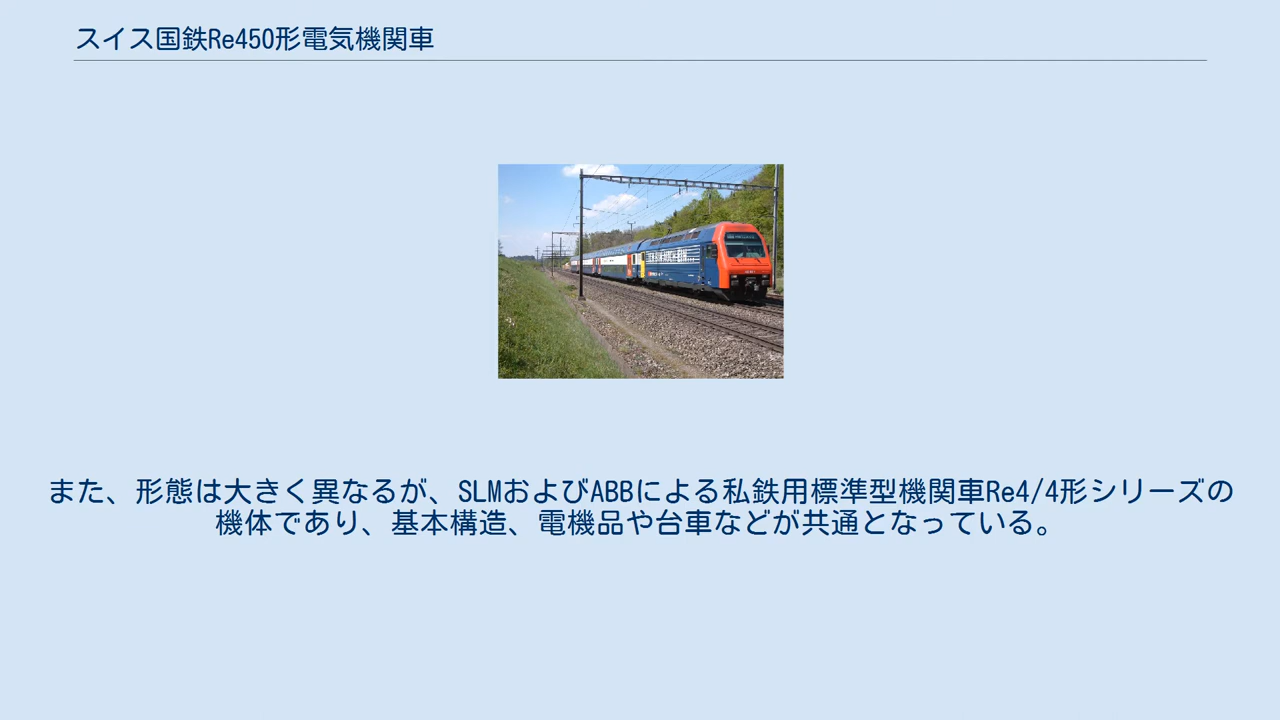 スイス国鉄Re450形電気機関車
また、形態は大きく異なるが、SLMおよびABBによる私鉄用標準型機関車Re4/4形シリーズの
機体であり、基本構造、電機品や台車などが共通となっている。